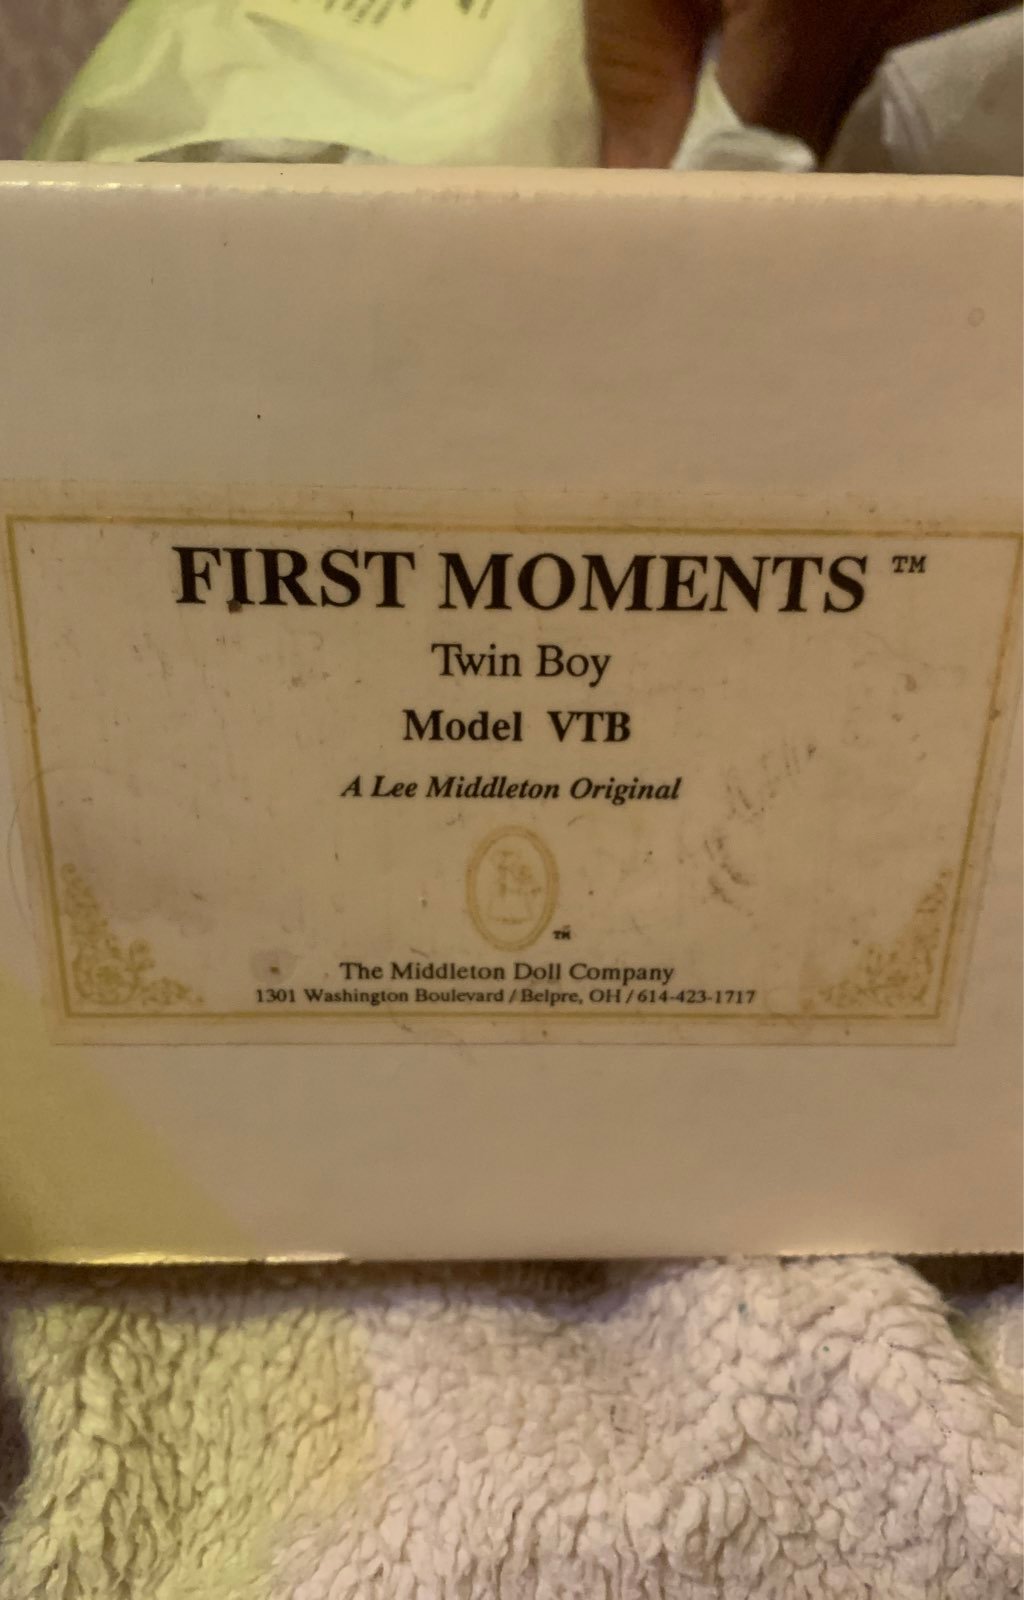 FIRST MOMENTS ™
Twin Boy
Model VTB
A Lee Middleton Original
TM
The Middleton Doll Company
1301 Washington Boulevard / Belpre, OH / 614-423-1717